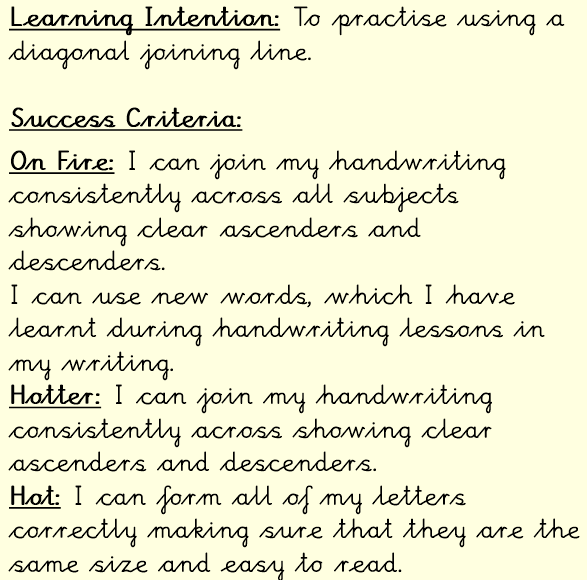 Learning Intention: To practise using a
diagonal joining line.
Success Criteria:
On Fire: I can join my handwriting
consistently across all subjects
showing clear ascenders and
descenders.
I can use new words, which I have
learnt during handwriting lessons in
my writing.
Hotter: I can join my handwriting
consistently across showing clear
ascenders and descenders.
Hot: I can form all of my letters
correctly making sure that they are the
same size and easy to read.